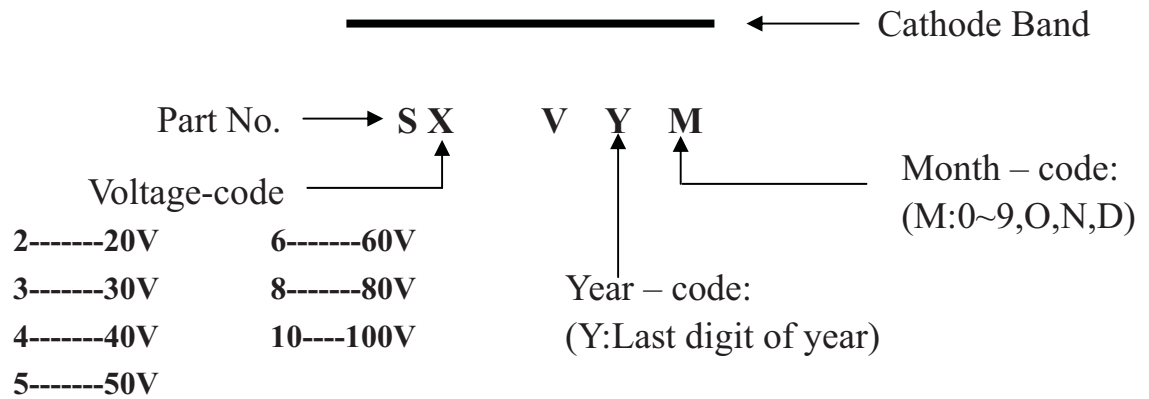 Cathode Band
Part No. S X V Y M
Voltage-code
Month – code:
(M:0~9,O,N,D)
2-------20V 6-------60V
3-------30V 8-------80V
4-------40V 10----100V
5-------50V
Year – code:
(Y:Last digit of year)